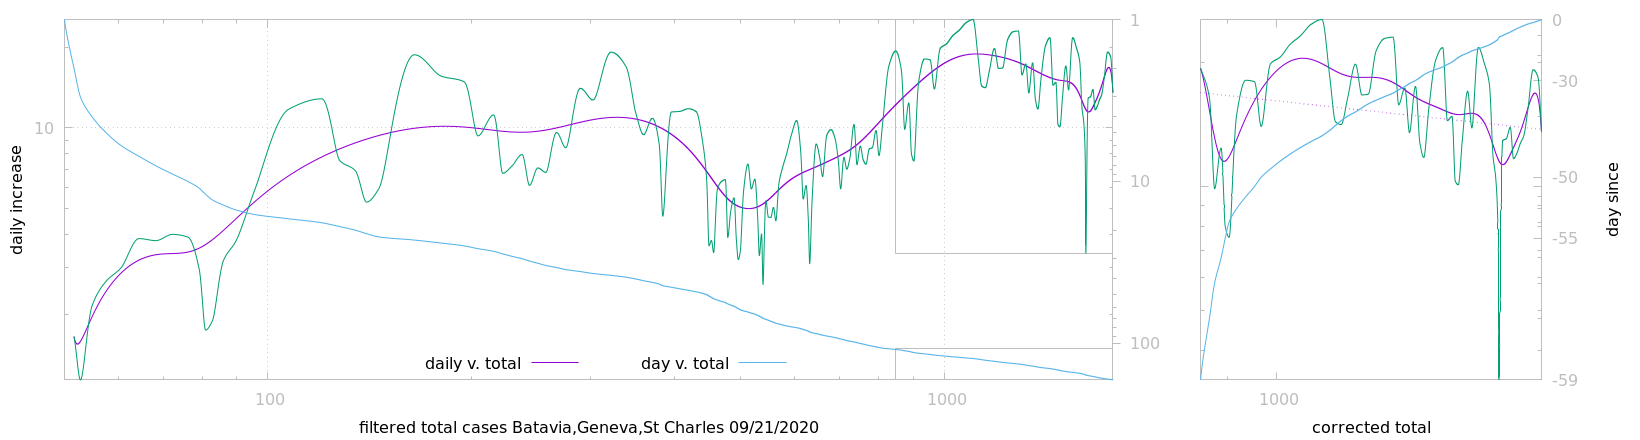 1
0
-30
10
daily increase
10
-50
day since
-55
daily v. total
day v. total
100
-59
100
1000
1000
filtered total cases Batavia,Geneva,St Charles 09/21/2020
corrected total